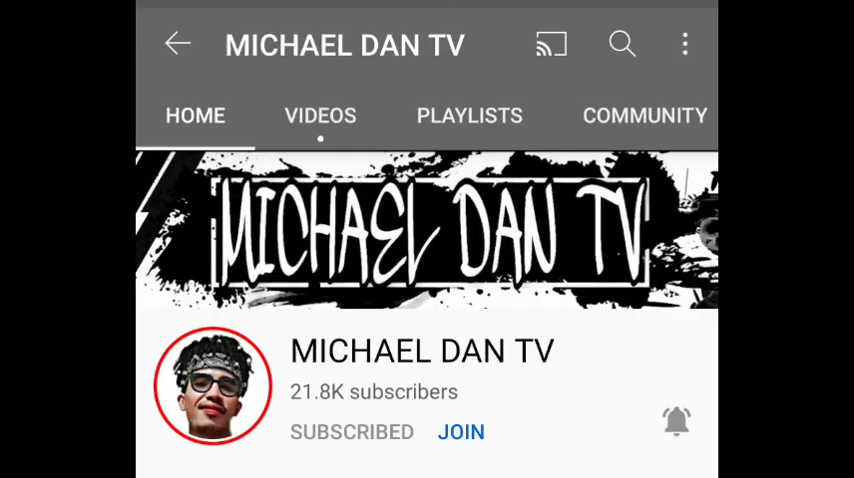 MICHAEL DAN TV
HOME VIDEOS PLAYLISTS COMMUNITY
MICHAEL DAN TV
MICHAEL DAN TV
21.8K subscribers
SUBSCRIBED JOIN